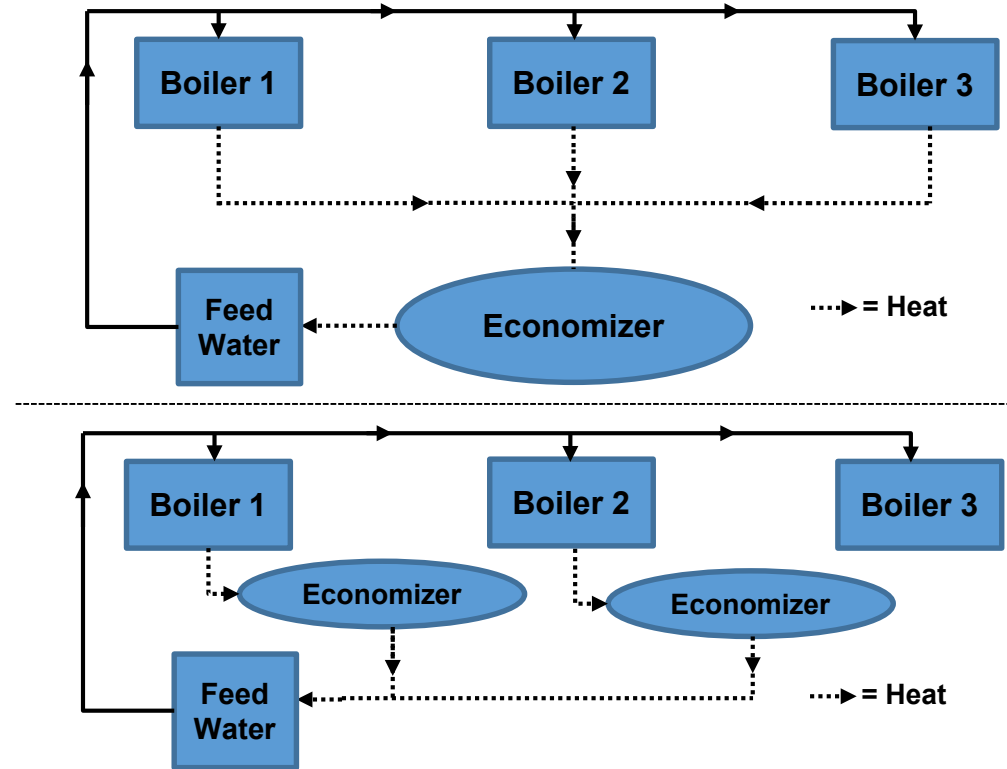 Boiler 1
Boiler 2
Boiler 3
Feed
Water
Economizer
= Heat
Boiler 1
Boiler 2
Boiler 3
Economizer
Economizer
Feed
Water
= Heat